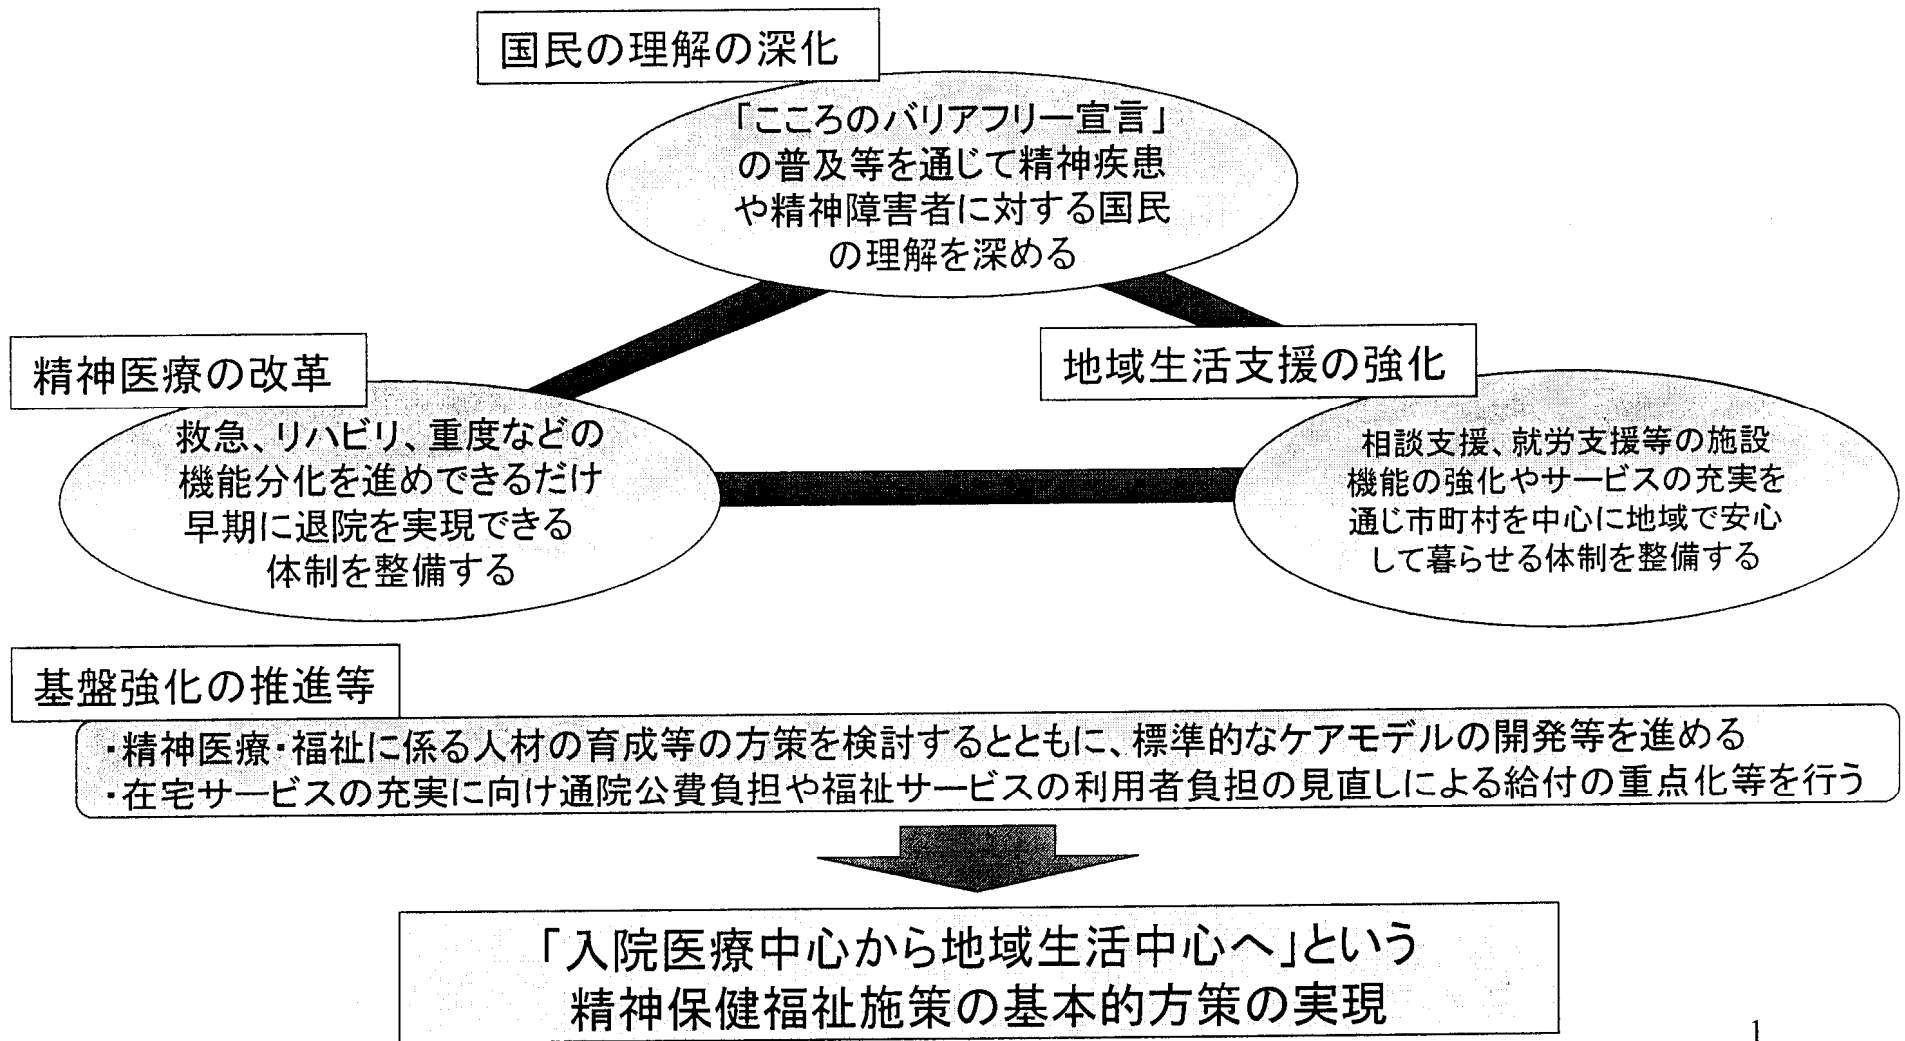 国民の理解の深化
「こころのバリアフリー宣言」
の普及等を通じて精神疾患
や精神障害者に対する国民
の理解を深める
精神医療の改革
救急、リハビリ、重度などの
機能分化を進めできるだけ
早期に退院を実現できる
体制を整備する
地域生活支援の強化
相談支援、就労支援等の施設
機能の強化やサービスの充実を
通じ市町村を中心に地域で安心
して暮らせる体制を整備する
基盤強化の推進等
・精神医療・福祉に係る人材の育成等の方策を検討するとともに、標準的なケアモデルの開発等を進める
・在宅サービスの充実に向け通院公費負担や福祉サービスの利用者負担の見直しによる給付の重点化等を行う
「入院医療中心から地域生活中心へ」という
精神保健福祉施策の基本的方策の実現
1